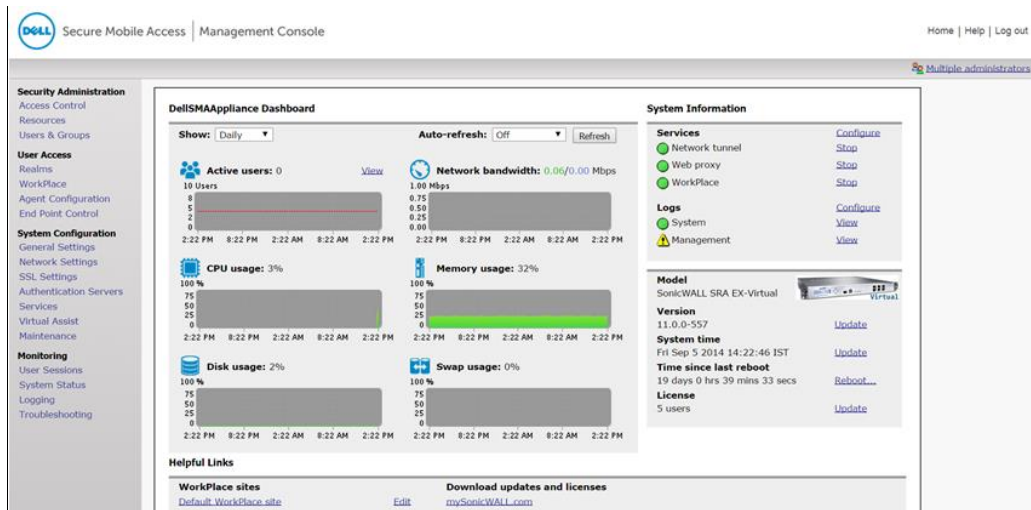 DELL Secure Mobile Access | Management Console
Home | Help | Log out
Multiple administrators
Security Administration
Access Control
Resources
Users & Groups
User Access
Realms
WorkPlace
Agent Configuration
End Point Control
System Configuration
General Settings
Network Settings
SSL Settings
Authentication Servers
Services
Virtual Assist
Maintenance
Monitoring
User Sessions
System Status
Logging
Troubleshooting
DellSMAAppliance Dashboard
Show: Daily
Auto-refresh: Off Refresh
Active users: 0 View
10 Users
8
5
2
0
2:22 PM 8:22 PM 2:22 AM 8:22 AM 2:22 PM
Network bandwidth: 0.06/0.00 Mbps
1.00 Mbps
0.75
0.50
0.25
0.00
2:22 PM 8:22 PM 2:22 AM 8:22 AM 2:22 PM
CPU usage: 3%
100 %
75
50
25
0
2:22 PM 8:22 PM 2:22 AM 8:22 AM 2:22 PM
Memory usage: 32%
100 %
75
50
25
0
2:22 PM 8:22 PM 2:22 AM 8:22 AM 2:22 PM
Disk usage: 2%
100 %
75
50
25
0
2:22 PM 8:22 PM 2:22 AM 8:22 AM 2:22 PM
Swap usage: 0%
100 %
75
50
25
0
2:22 PM 8:22 PM 2:22 AM 8:22 AM 2:22 PM
System Information
Services Configure
Network tunnel Stop
Web proxy Stop
WorkPlace Stop
Logs Configure
System View
Management View
Model
SonicWALL SRA EX-Virtual
Virtual
Version
11.0.0-557 Update
System time
Fri Sep 5 2014 14:22:46 IST Update
Time since last reboot
19 days 0 hrs 39 mins 33 secs Reboot...
License
5 users Update
Helpful Links
WorkPlace sites
Default WorkPlace site Edit
Download updates and licenses
mySonicWALL.com